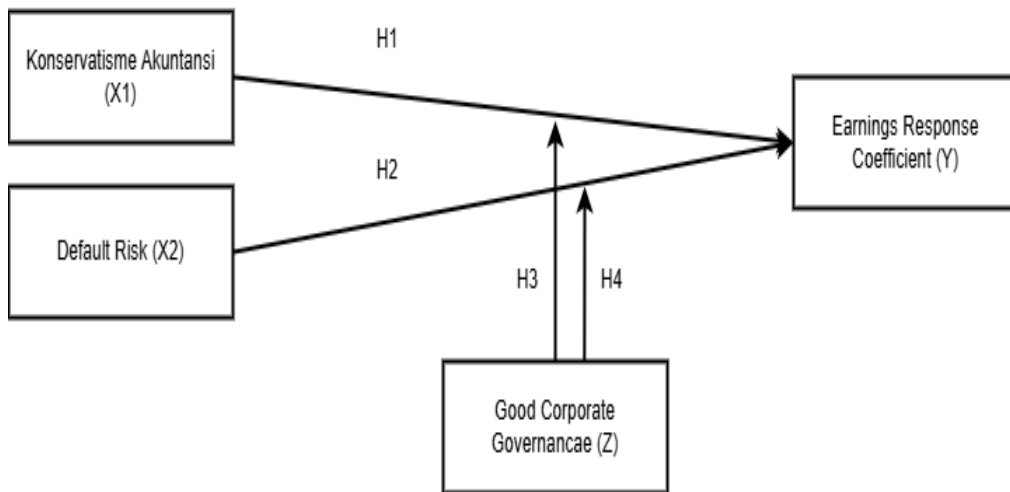 Konservatisme Akuntansi
(X1)
H1
Earnings Response
Coefficient (Y)
H2
Default Risk (X2)
H3
H4
Good Corporate
Governancae (Z)